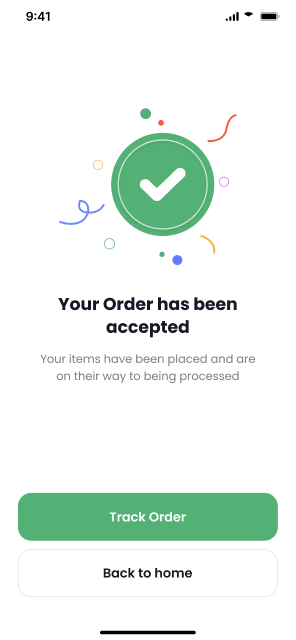 9:41
Your Order has been
accepted
Your items have been placed and are
on their way to being processed
Track Order
Back to home